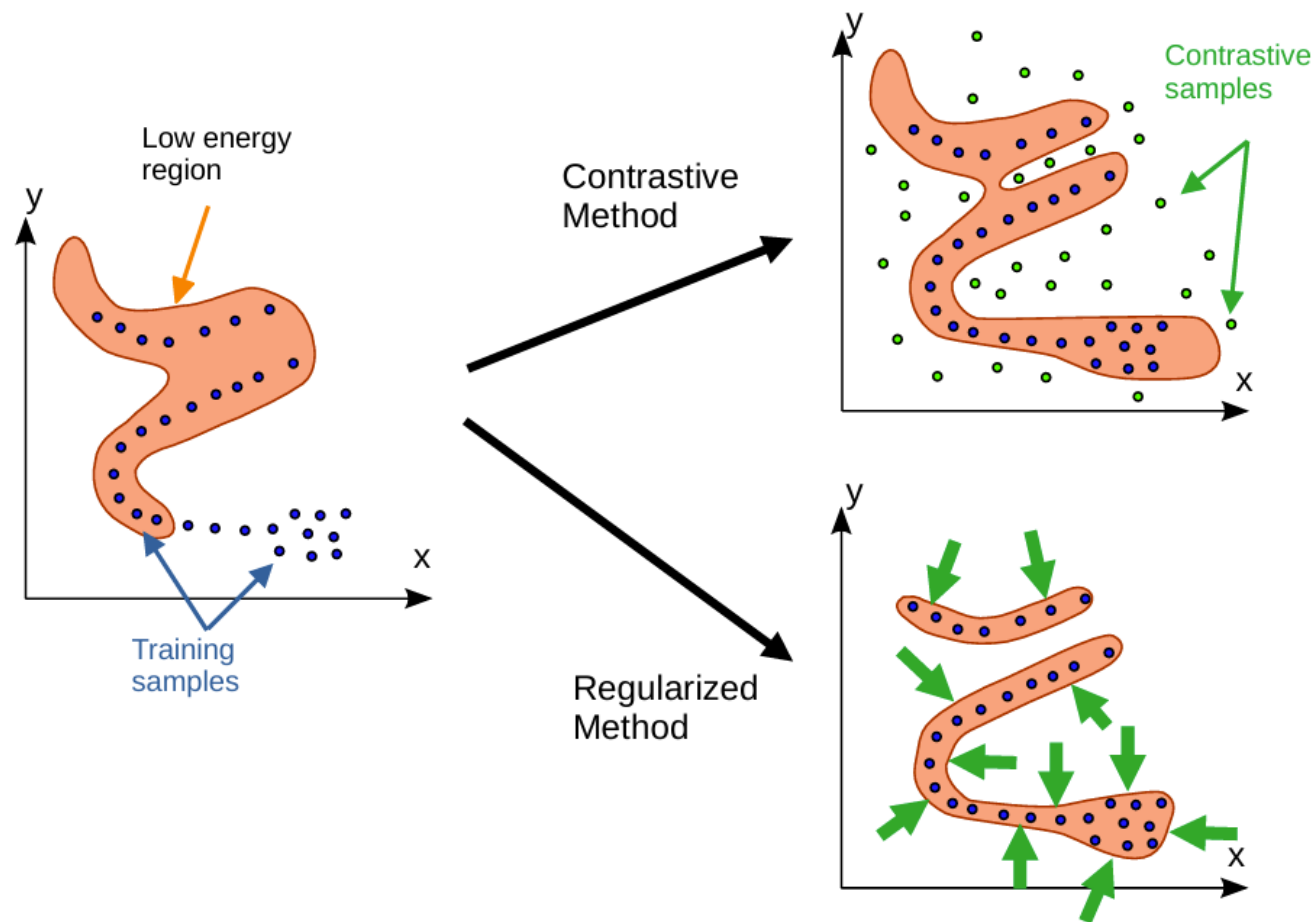 Low energy
region
y
x
Training
samples
Contrastive
Method
Regularized
Method
y
Contrastive
samples
x
y
x